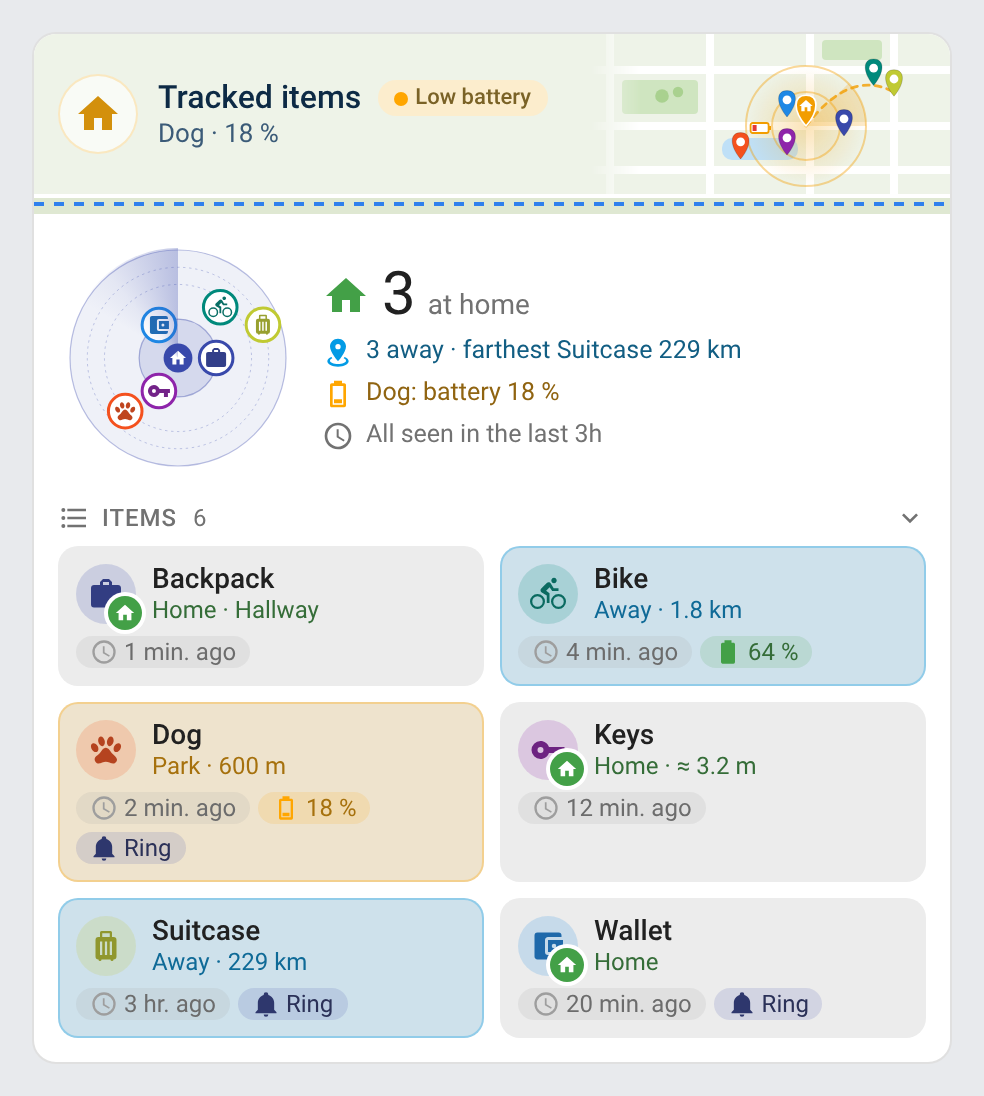 Tracked items
Low battery
Dog · 18 %
3 at home
3 away · farthest Suitcase 229 km
Dog: battery 18 %
All seen in the last 3h
ITEMS 6
Backpack
Home · Hallway
1 min. ago
Bike
Away · 1.8 km
4 min. ago
64 %
Dog
Park · 600 m
2 min. ago
18 %
Ring
Keys
Home · ≈ 3.2 m
12 min. ago
Suitcase
Away · 229 km
3 hr. ago
Ring
Wallet
Home
20 min. ago
Ring